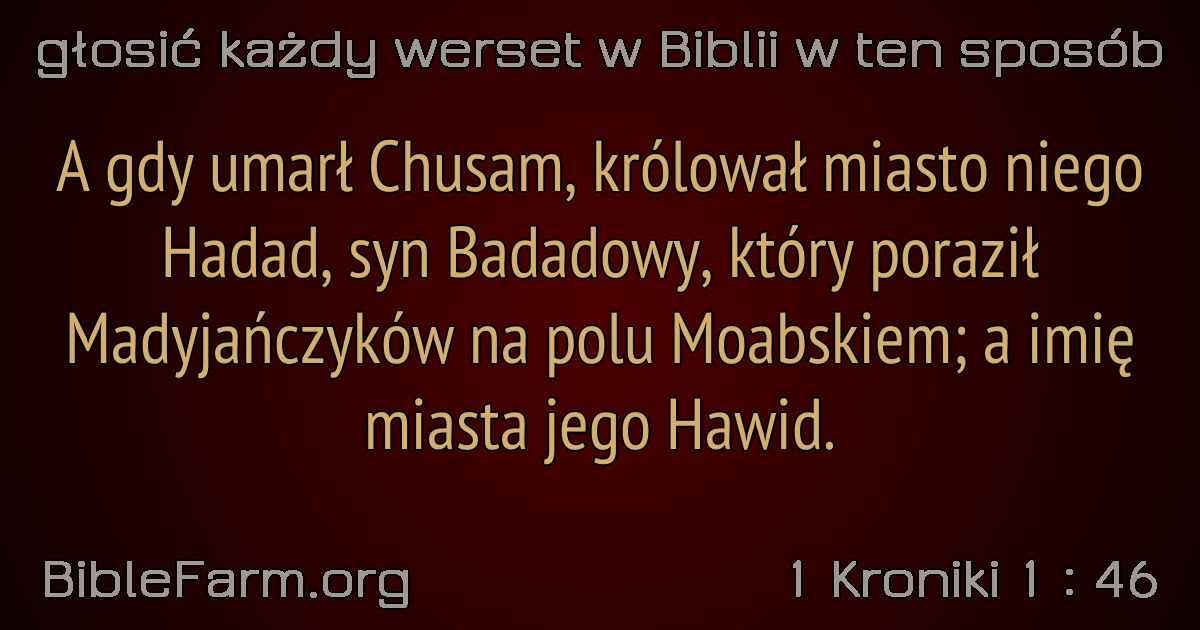 głosić każdy werset w Biblii w ten sposób
A gdy umarł Chusam, królował miasto niego
Hadad, syn Badadowy, który poraził
Madyjańczyków na polu Moabskiem; a imię
miasta jego Hawid.
BibleFarm.org
1 Kroniki 1 : 46